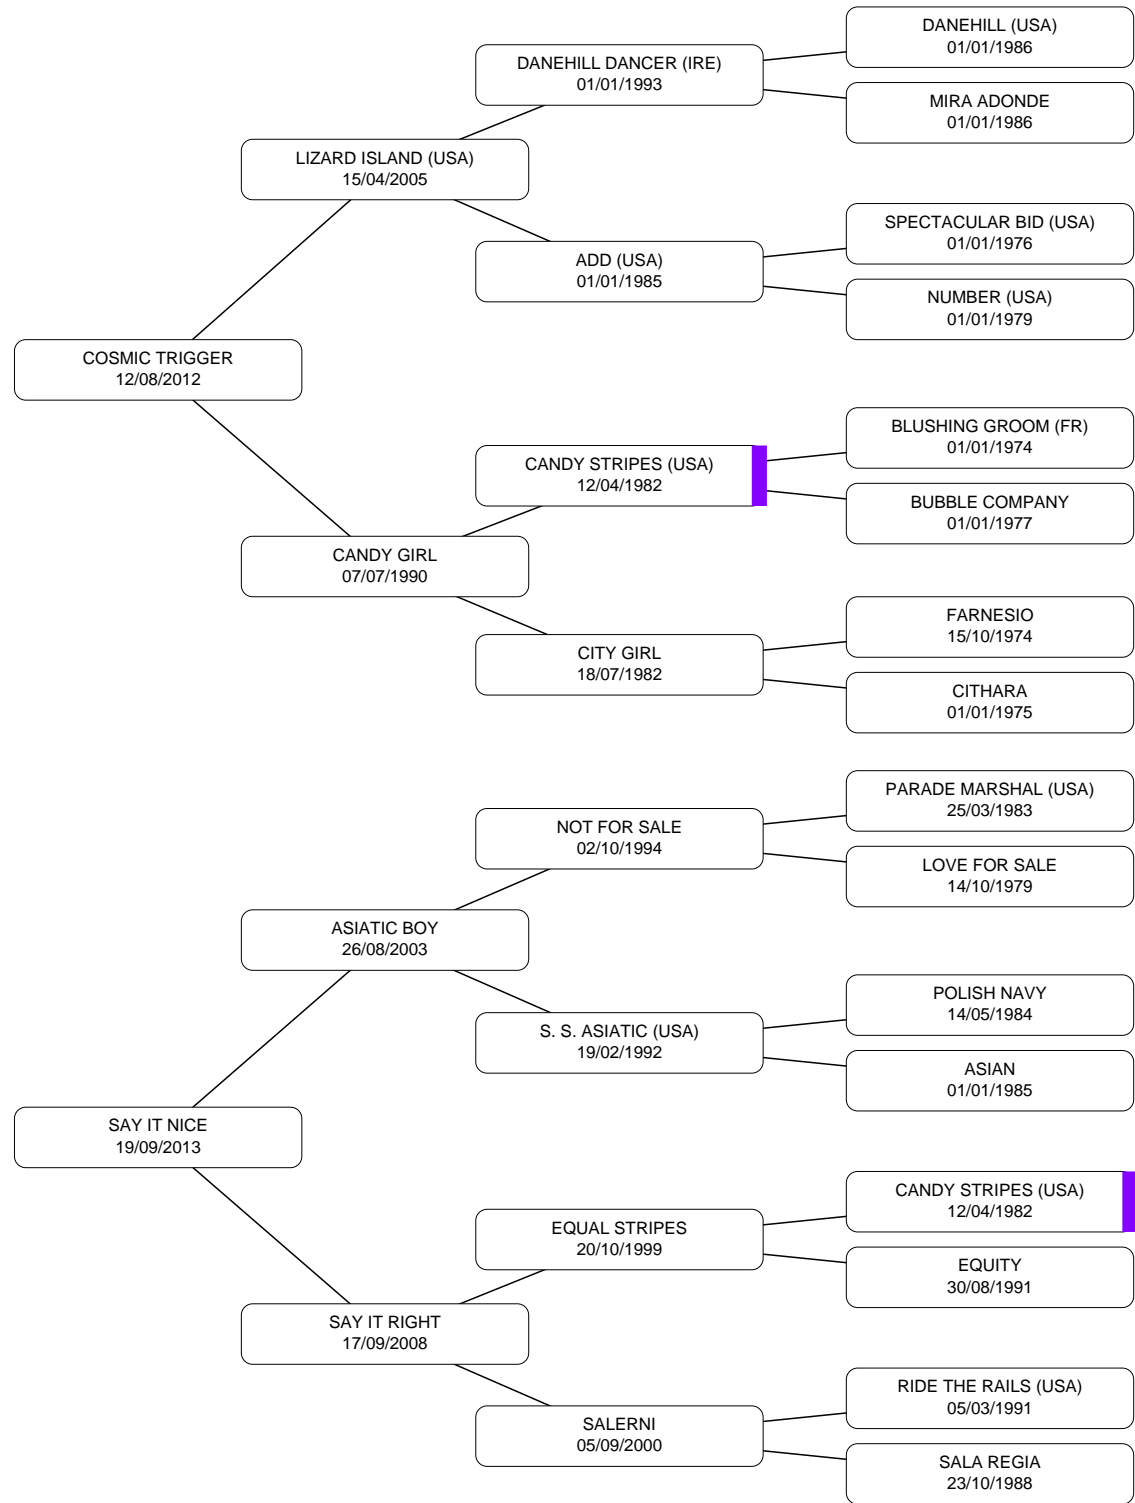 DANEHILL (USA)
01/01/1986
DANEHILL DANCER (IRE)
01/01/1993
MIRA ADONDE
01/01/1986
LIZARD ISLAND (USA)
15/04/2005
SPECTACULAR BID (USA)
01/01/1976
ADD (USA)
01/01/1985
NUMBER (USA)
01/01/1979
COSMIC TRIGGER
12/08/2012
BLUSHING GROOM (FR)
01/01/1974
CANDY STRIPES (USA)
12/04/1982
BUBBLE COMPANY
01/01/1977
CANDY GIRL
07/07/1990
FARNESIO
15/10/1974
CITY GIRL
18/07/1982
CITHARA
01/01/1975
PARADE MARSHAL (USA)
25/03/1983
NOT FOR SALE
02/10/1994
LOVE FOR SALE
14/10/1979
ASIATIC BOY
26/08/2003
POLISH NAVY
14/05/1984
S. S. ASIATIC (USA)
19/02/1992
ASIAN
01/01/1985
SAY IT NICE
19/09/2013
CANDY STRIPES (USA)
12/04/1982
EQUAL STRIPES
20/10/1999
EQUITY
30/08/1991
SAY IT RIGHT
17/09/2008
RIDE THE RAILS (USA)
05/03/1991
SALERNI
05/09/2000
SALA REGIA
23/10/1988